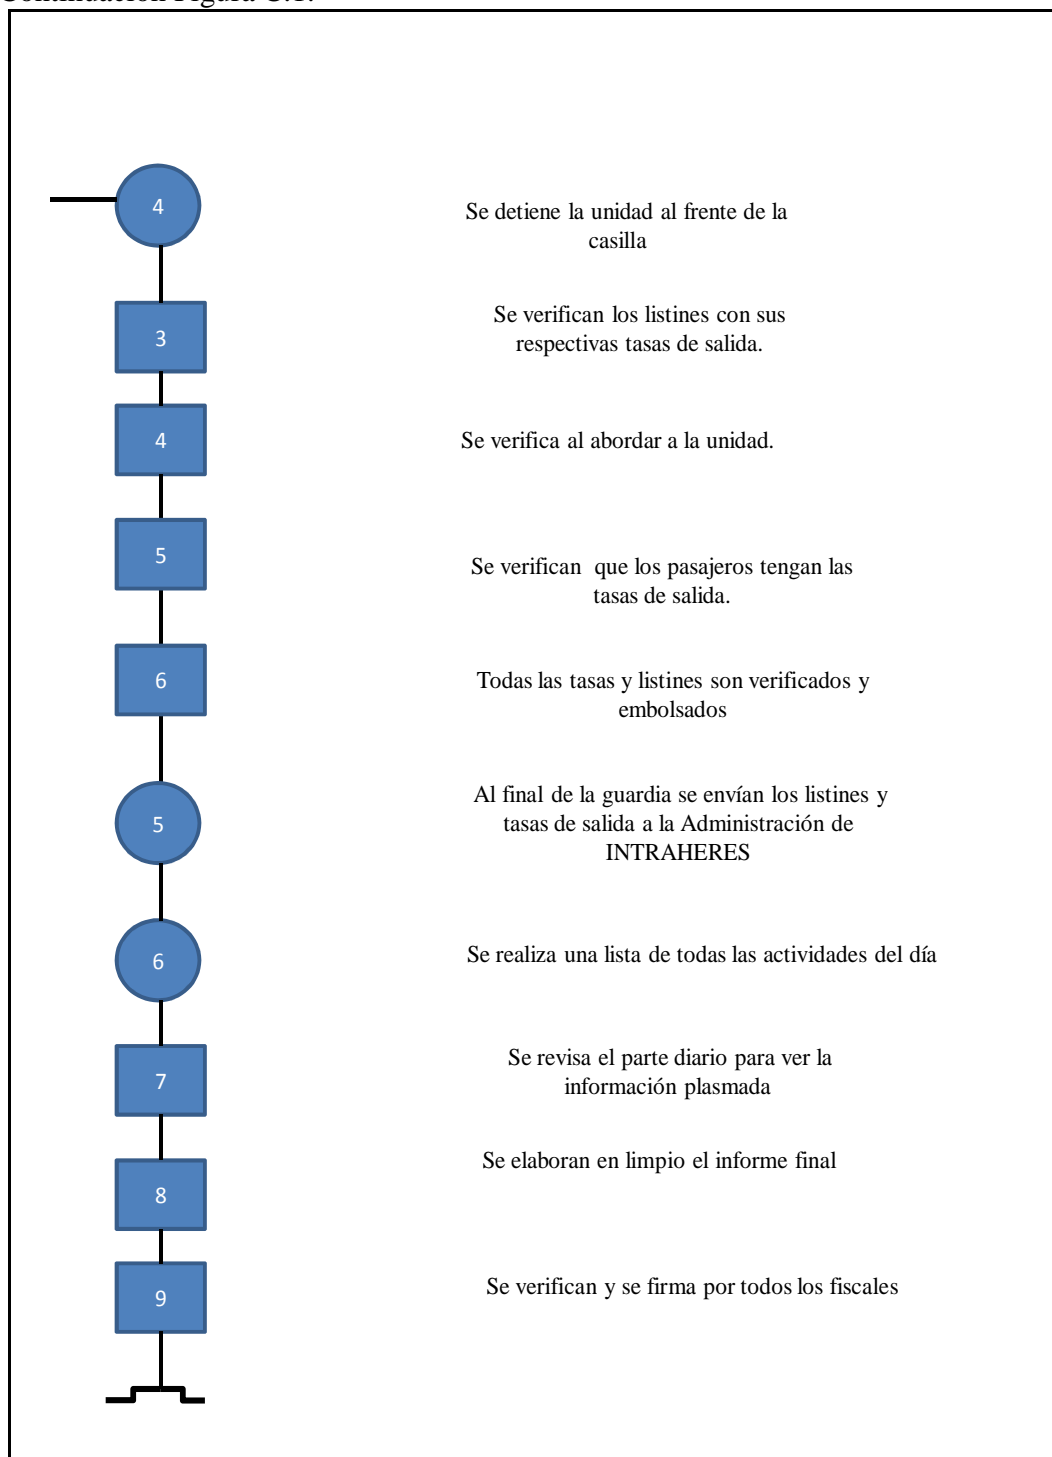 4
Se detiene la unidad al frente de la
casilla
3
Se verifican los listines con sus
respectivas tasas de salida.
4
Se verifica al abordar a la unidad.
5
Se verifican  que los pasajeros tengan las
tasas de salida.
6
Todas las tasas y listines son verificados y
embolsados
5
Al final de la guardia se envían los listines y
tasas de salida a la Administración de
INTRAHERES
6
Se realiza una lista de todas las actividades del día
7
Se revisa el parte diario para ver la
información plasmada
8
Se elaboran en limpio el informe final
9
Se verifican y se firma por todos los fiscales